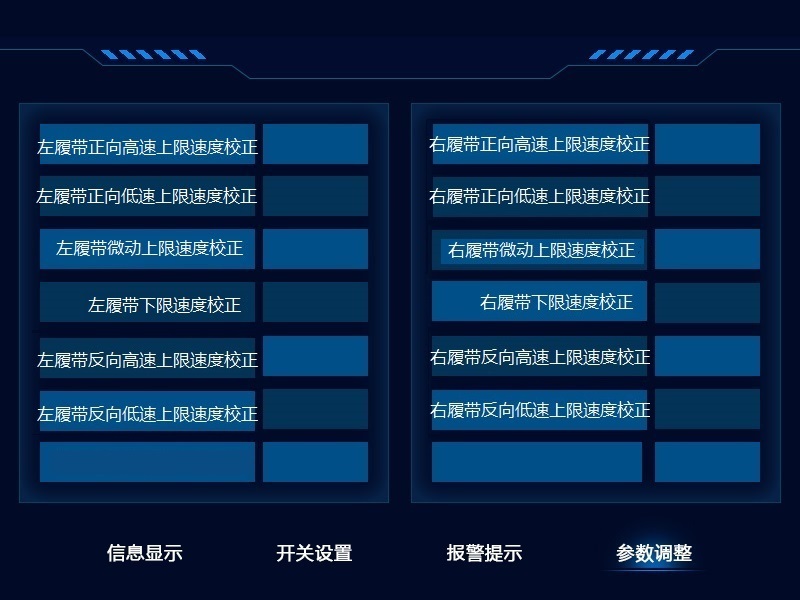 左履带正向高速上限速度校正
左履带正向低速上限速度校正
左履带微动上限速度校正
左履带下限速度校正
左履带反向高速上限速度校正
左履带反向低速上限速度校正
右履带正向高速上限速度校正
右履带正向低速上限速度校正
右履带微动上限速度校正
右履带下限速度校正
右履带反向高速上限速度校正
右履带反向低速上限速度校正
信息显示
开关设置
报警提示
参数调整